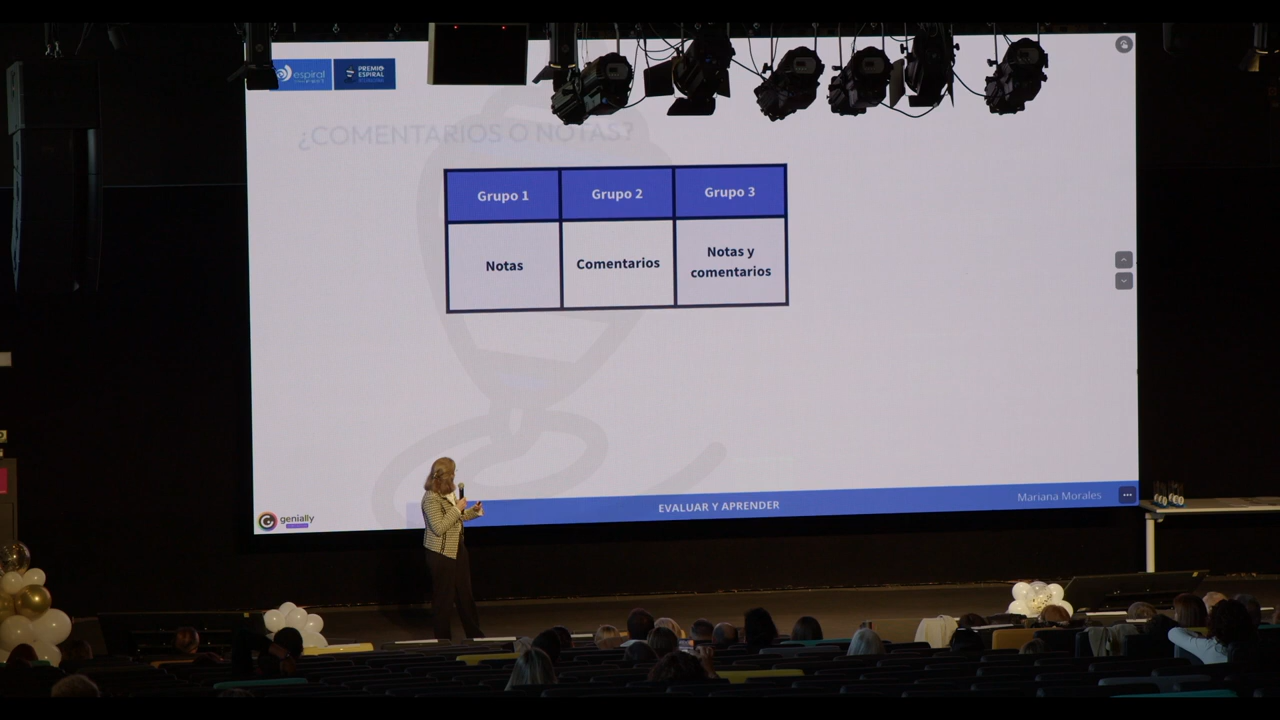 espiral
PREMIO
ESPIRAL
¿COMENTARIOS O NOTAS?
Grupo 1
Grupo 2
Grupo 3
Notas
Comentarios
Notas y
comentarios
genially
EVALUAR Y APRENDER
Mariana Morales